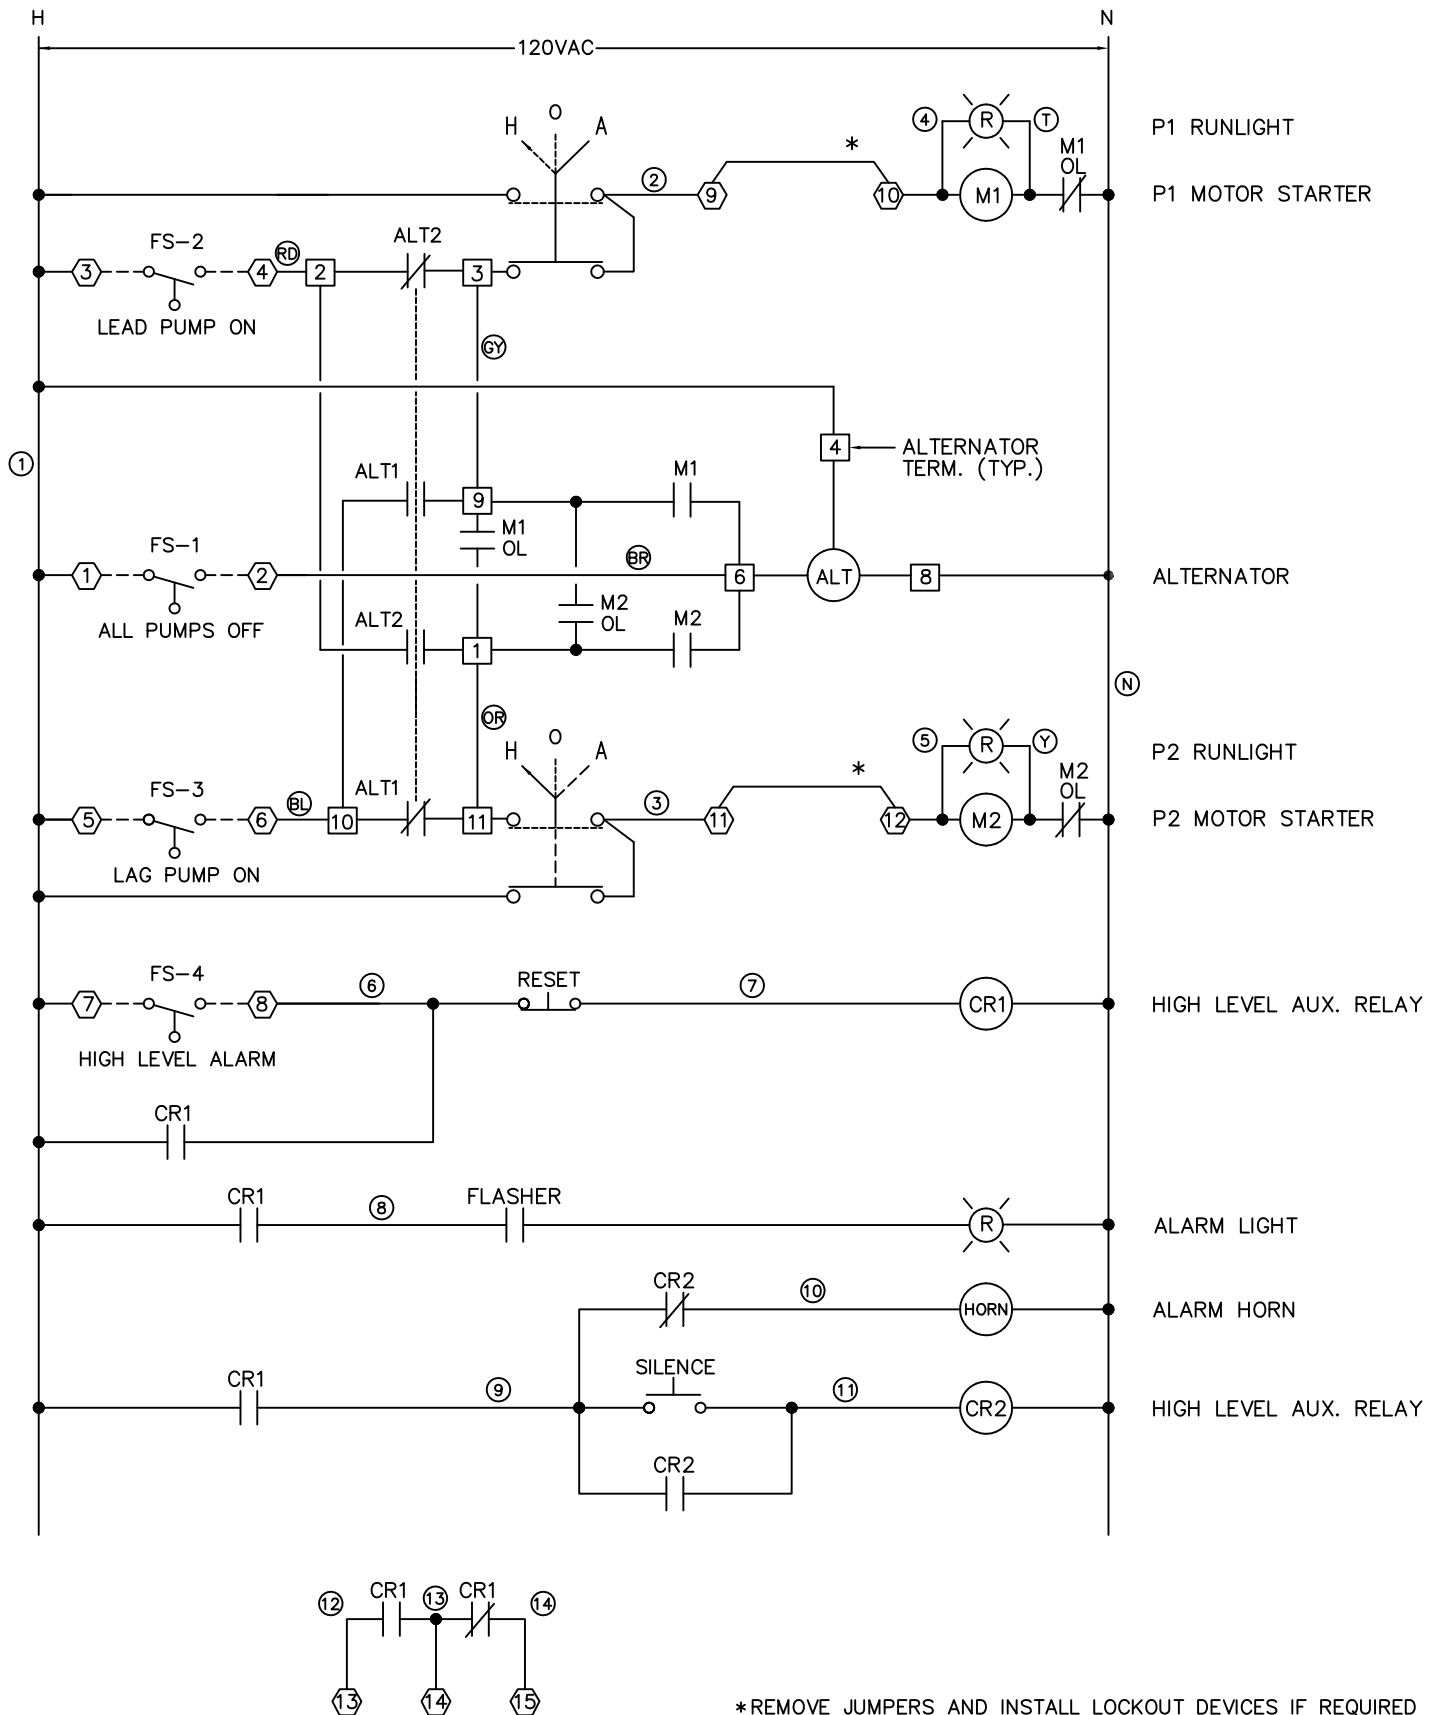 H N
120VAC
H O A
4 R T
P1 RUNLIGHT
M1
OL
*
2 9 10 M1
P1 MOTOR STARTER
FS-2 RD ALT2
3 4 2 3
LEAD PUMP ON
GY
1
4
ALTERNATOR
TERM. (TYP.)
ALT1 9 M1
M1
OL
FS-1 BR
1 2 6 ALT 8
ALTERNATOR
ALL PUMPS OFF
ALT2 1 M2
M2
OL
N
OR
H O A
5 R Y
P2 RUNLIGHT
M2
OL
*
FS-3 BL ALT1
5 6 10 11 3 11 12 M2
P2 MOTOR STARTER
LAG PUMP ON
FS-4 6 RESET 7
7 8 CR1
HIGH LEVEL AUX. RELAY
HIGH LEVEL ALARM
CR1
CR1 8 FLASHER R
ALARM LIGHT
CR2 10 HORN
ALARM HORN
SILENCE
CR1 9 11 CR2
HIGH LEVEL AUX. RELAY
CR2
12 CR1 13 CR1 14
13 14 15
*REMOVE JUMPERS AND INSTALL LOCKOUT DEVICES IF REQUIRED